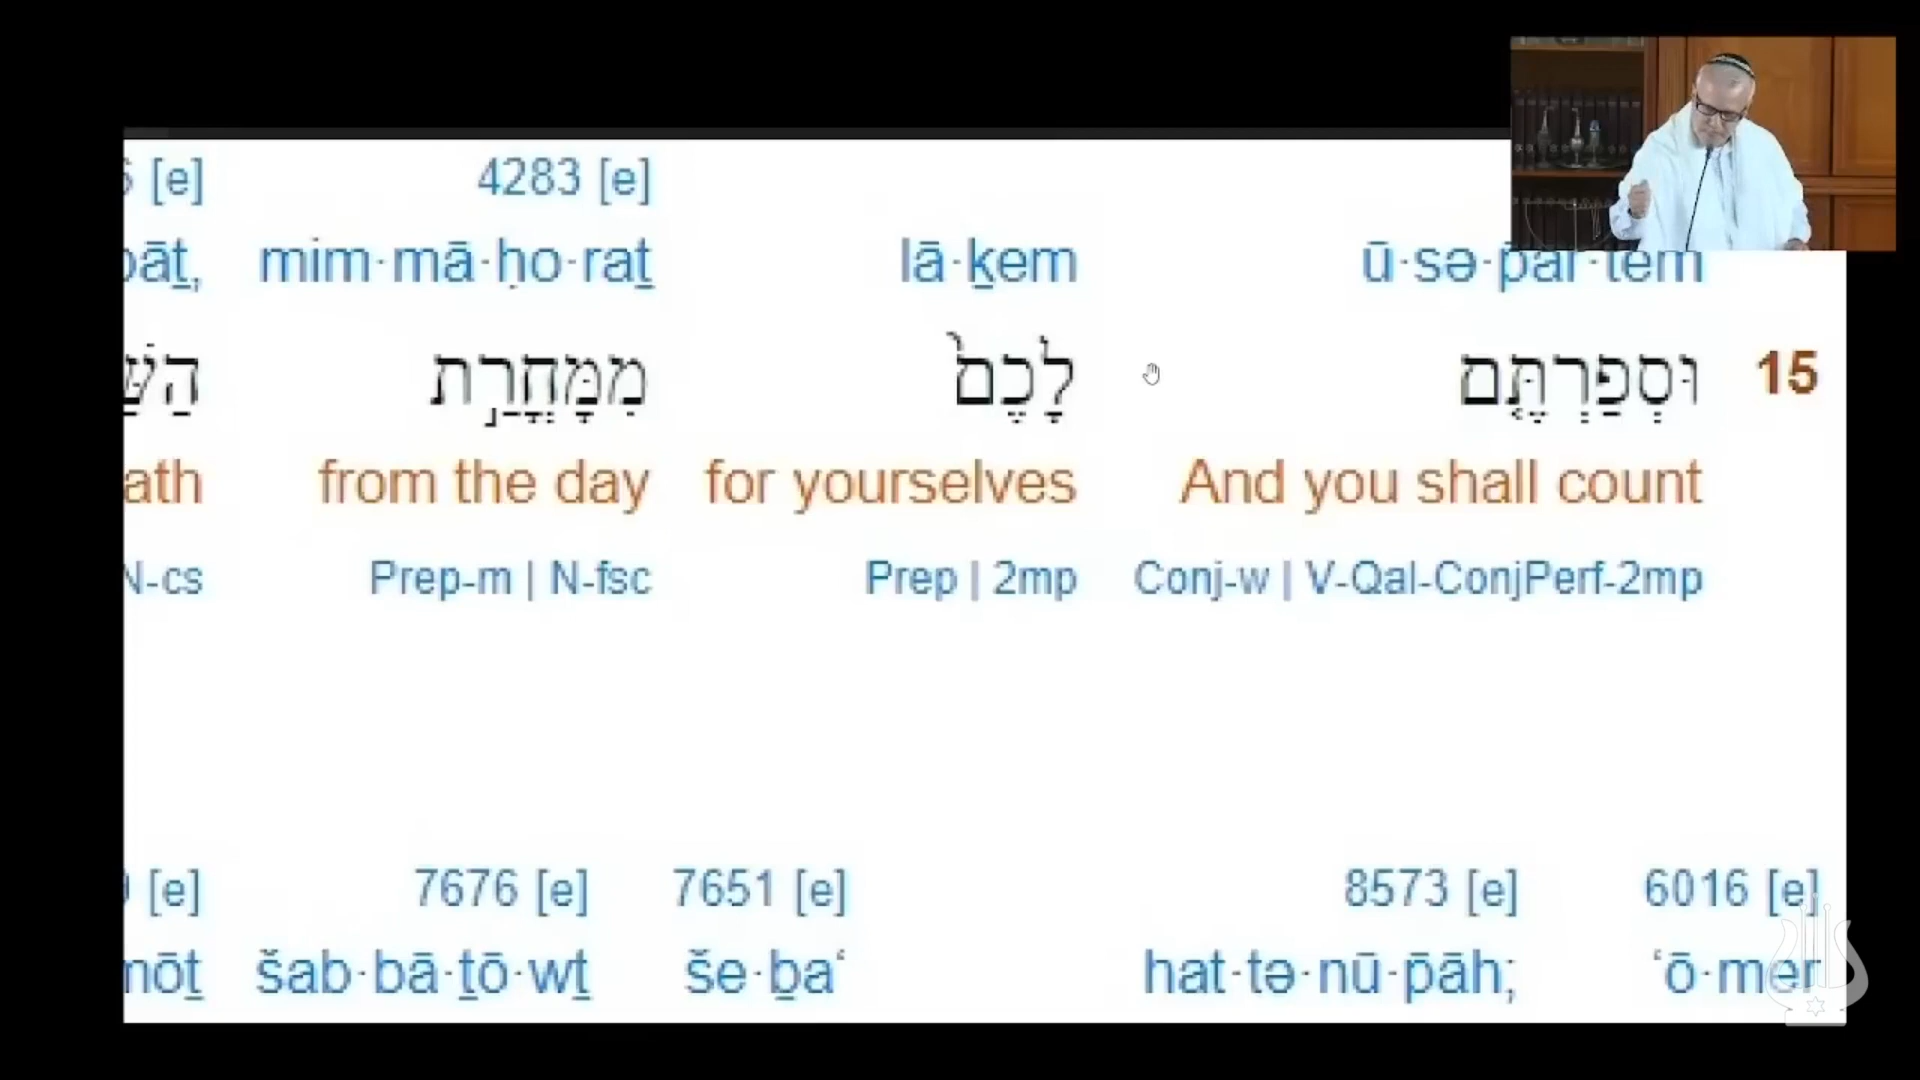 [e] 4283 [e]
mim·mā·ḥo·raṯ lā·ḵem ū·sə·p̄ar·tem
15 וּסְפַרְתֶּ֤ם לָכֶם֙ מִמָּחֳרַ֣ת
from the day for yourselves And you shall count
N-cs Prep-m | N-fsc Prep | 2mp Conj-w | V-Qal-ConjPerf-2mp
[e] 7676 [e] 7651 [e] 8573 [e] 6016 [e]
šab·bā·ṯō·wṯ še·ḇa‘ hat·tə·nū·p̄āh; ‘ō·mer